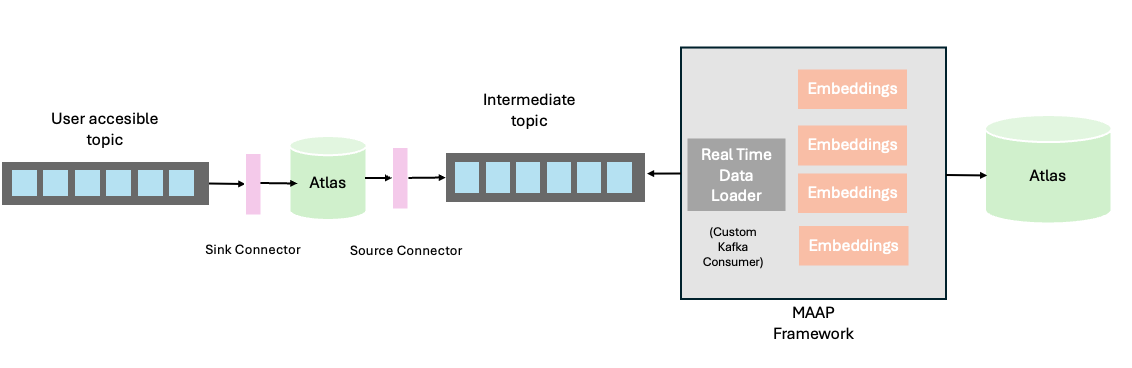 User accesible
topic
Atlas
Sink Connector
Source Connector
Intermediate
topic
Real Time
Data
Loader
(Custom
Kafka
Consumer)
Embeddings
Embeddings
Embeddings
Embeddings
MAAP
Framework
Atlas